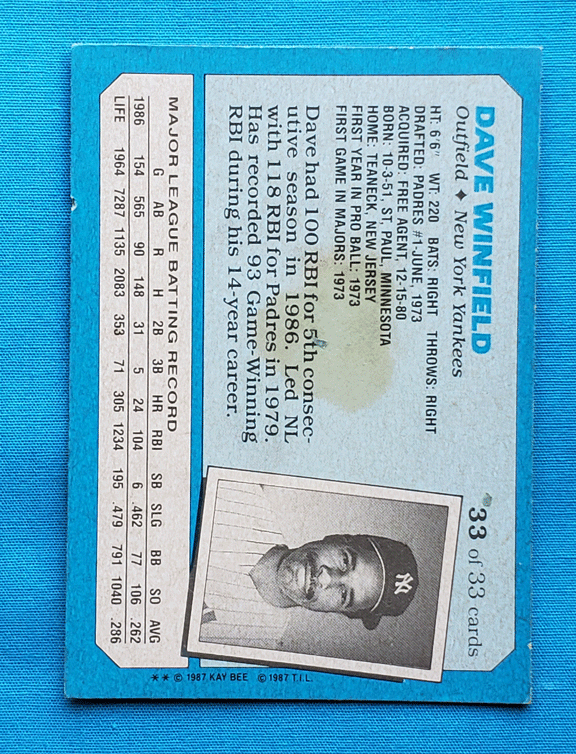 DAVE WINFIELD
Outfield ♦ New York Yankees
33 of 33 cards
HT: 6'6" WT: 220 BATS: RIGHT THROWS: RIGHT
DRAFTED: PADRES #1-JUNE, 1973
ACQUIRED: FREE AGENT, 12-15-80
BORN: 10-3-51, ST. PAUL, MINNESOTA
HOME: TEANECK, NEW JERSEY
FIRST YEAR IN PRO BALL: 1973
FIRST GAME IN MAJORS: 1973
Dave had 100 RBI for 5th consec-
utive season in 1986. Led NL
with 118 RBI for Padres in 1979.
Has recorded 93 Game-Winning
RBI during his 14-year career.
NY
MAJOR LEAGUE BATTING RECORD
G AB R H 2B 3B HR RBI SB SLG BB SO AVG
1986 154 565 90 148 31 5 24 104 6 .462 77 106 .262
LIFE 1964 7287 1135 2083 353 71 305 1234 195 .479 791 1040 .286
** © 1987 KAY BEE © 1987 T.I.L.